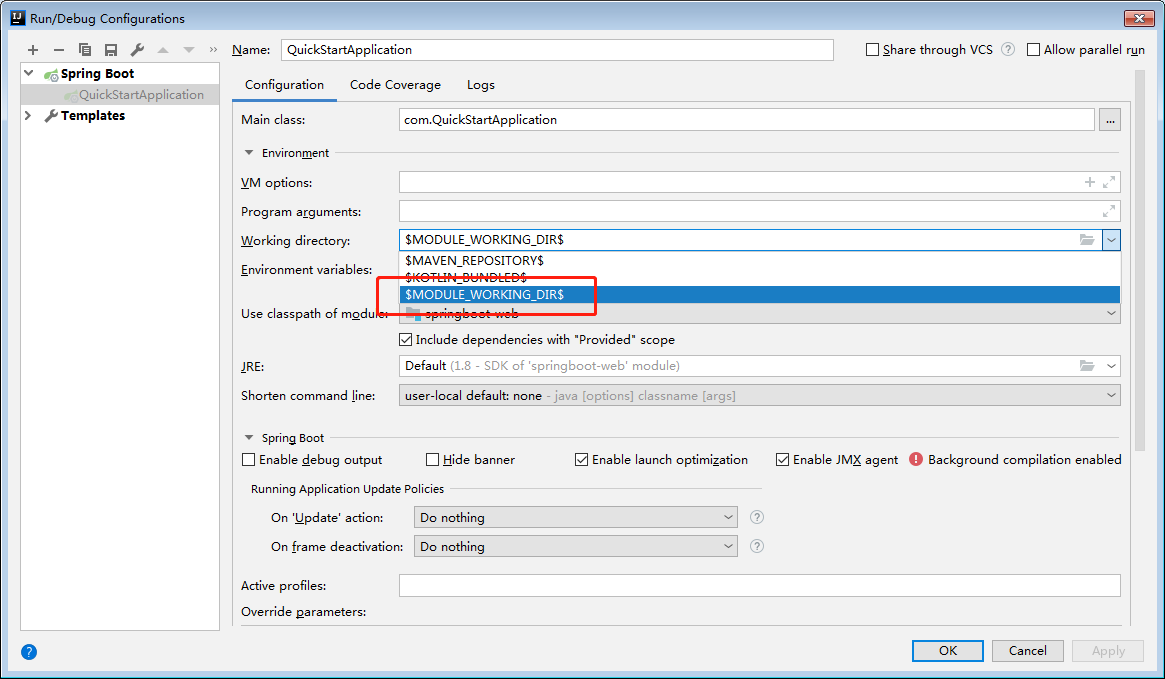 Run/Debug Configurations
Name: QuickStartApplication Share through VCS ? Allow parallel run
Spring Boot
QuickStartApplication
Templates
Configuration Code Coverage Logs
Main class: com.QuickStartApplication ...
Environment
VM options:
Program arguments:
Working directory: $MODULE_WORKING_DIR$
$MAVEN_REPOSITORY$
Environment variables:
$KOTLIN_BUNDLED$
$MODULE_WORKING_DIR$
Use classpath of module: springboot-web
Include dependencies with "Provided" scope
JRE: Default (1.8 - SDK of 'springboot-web' module)
Shorten command line: user-local default: none - java [options] classname [args]
Spring Boot
Enable debug output Hide banner Enable launch optimization Enable JMX agent ! Background compilation enabled
Running Application Update Policies
On 'Update' action: Do nothing ?
On frame deactivation: Do nothing ?
Active profiles:
Override parameters:
? OK Cancel Apply